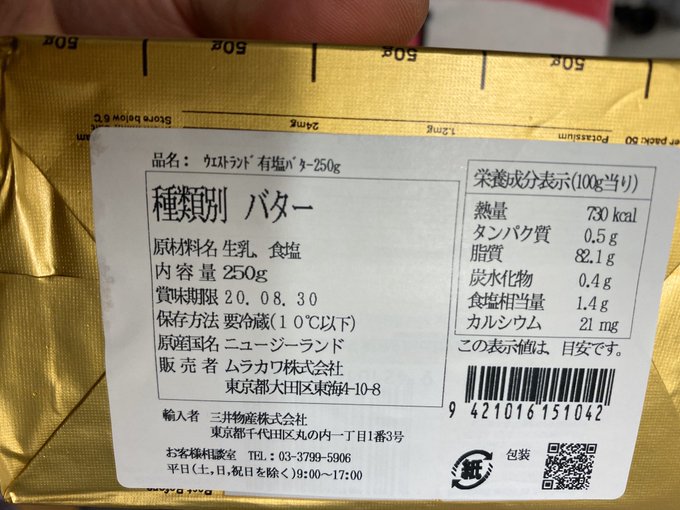 50g
50g
50g
50g
Store below 6°C
24mg
1.2mg
Potassium
er pack: 50
品名: ｳｴｽﾄﾗﾝﾄﾞ有塩ﾊﾞﾀｰ250g
種類別 バター
原材料名 生乳、食塩
内容量 250g
賞味期限 20.08.30
保存方法 要冷蔵(10℃以下)
原産国名 ニュージーランド
販売者 ムラカワ株式会社
東京都大田区東海4-10-8
栄養成分表示(100g当り)
熱量 730 kcal
タンパク質 0.5 g
脂質 82.1 g
炭水化物 0.4 g
食塩相当量 1.4 g
カルシウム 21 mg
この表示値は、目安です。
9 421016 151042
輸入者 三井物産株式会社
東京都千代田区丸の内一丁目1番3号
お客様相談室 TEL: 03-3799-5906
平日(土,日,祝日を除く)9:00～17:00
紙
包装
Best Before